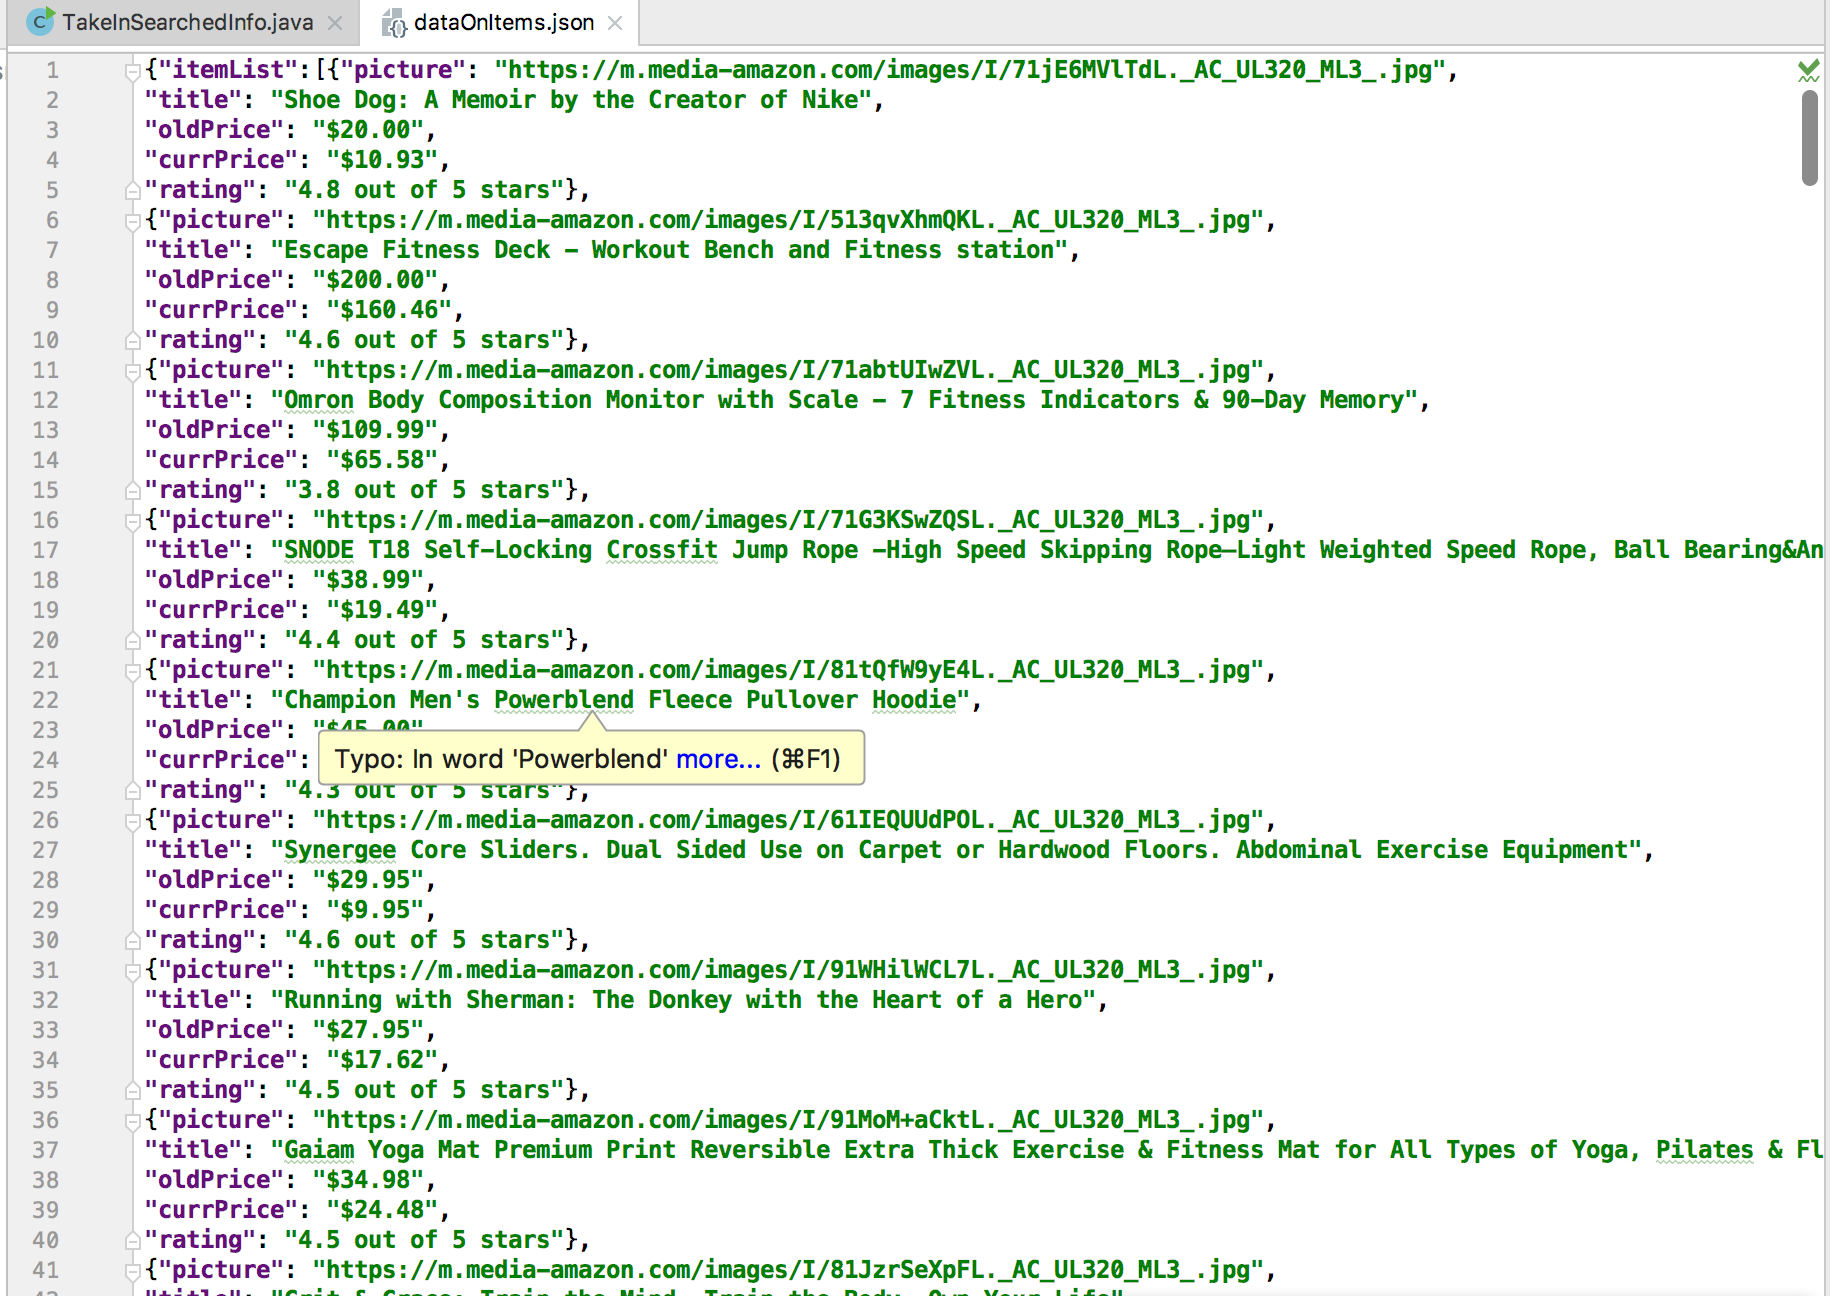 TakeInSearchedInfo.java
dataOnItems.json
1 {"itemList":[{"picture": "https://m.media-amazon.com/images/I/71jE6MVlTdL._AC_UL320_ML3_.jpg",
2 "title": "Shoe Dog: A Memoir by the Creator of Nike",
3 "oldPrice": "$20.00",
4 "currPrice": "$10.93",
5 "rating": "4.8 out of 5 stars"},
6 {"picture": "https://m.media-amazon.com/images/I/513qvXhmQKL._AC_UL320_ML3_.jpg",
7 "title": "Escape Fitness Deck – Workout Bench and Fitness station",
8 "oldPrice": "$200.00",
9 "currPrice": "$160.46",
10 "rating": "4.6 out of 5 stars"},
11 {"picture": "https://m.media-amazon.com/images/I/71abtUIwZVL._AC_UL320_ML3_.jpg",
12 "title": "Omron Body Composition Monitor with Scale - 7 Fitness Indicators & 90-Day Memory",
13 "oldPrice": "$109.99",
14 "currPrice": "$65.58",
15 "rating": "3.8 out of 5 stars"},
16 {"picture": "https://m.media-amazon.com/images/I/71G3KSwZQSL._AC_UL320_ML3_.jpg",
17 "title": "SNODE T18 Self-Locking Crossfit Jump Rope -High Speed Skipping Rope—Light Weighted Speed Rope, Ball Bearing&An
18 "oldPrice": "$38.99",
19 "currPrice": "$19.49",
20 "rating": "4.4 out of 5 stars"},
21 {"picture": "https://m.media-amazon.com/images/I/81tQfW9yE4L._AC_UL320_ML3_.jpg",
22 "title": "Champion Men's Powerblend Fleece Pullover Hoodie",
23 "oldPrice": "$45.00"
24 "currPrice":
Typo: In word 'Powerblend' more... (⌘F1)
25 "rating": "4.3 out of 5 stars"},
26 {"picture": "https://m.media-amazon.com/images/I/61IEQUUdPOL._AC_UL320_ML3_.jpg",
27 "title": "Synergee Core Sliders. Dual Sided Use on Carpet or Hardwood Floors. Abdominal Exercise Equipment",
28 "oldPrice": "$29.95",
29 "currPrice": "$9.95",
30 "rating": "4.6 out of 5 stars"},
31 {"picture": "https://m.media-amazon.com/images/I/91WHilWCL7L._AC_UL320_ML3_.jpg",
32 "title": "Running with Sherman: The Donkey with the Heart of a Hero",
33 "oldPrice": "$27.95",
34 "currPrice": "$17.62",
35 "rating": "4.5 out of 5 stars"},
36 {"picture": "https://m.media-amazon.com/images/I/91MoM+aCktL._AC_UL320_ML3_.jpg",
37 "title": "Gaiam Yoga Mat Premium Print Reversible Extra Thick Exercise & Fitness Mat for All Types of Yoga, Pilates & Fl
38 "oldPrice": "$34.98",
39 "currPrice": "$24.48",
40 "rating": "4.5 out of 5 stars"},
41 {"picture": "https://m.media-amazon.com/images/I/81JzrSeXpFL._AC_UL320_ML3_.jpg",
"title": "Grit & Grace: Train the Mind, Train the Body, Own Your Life"